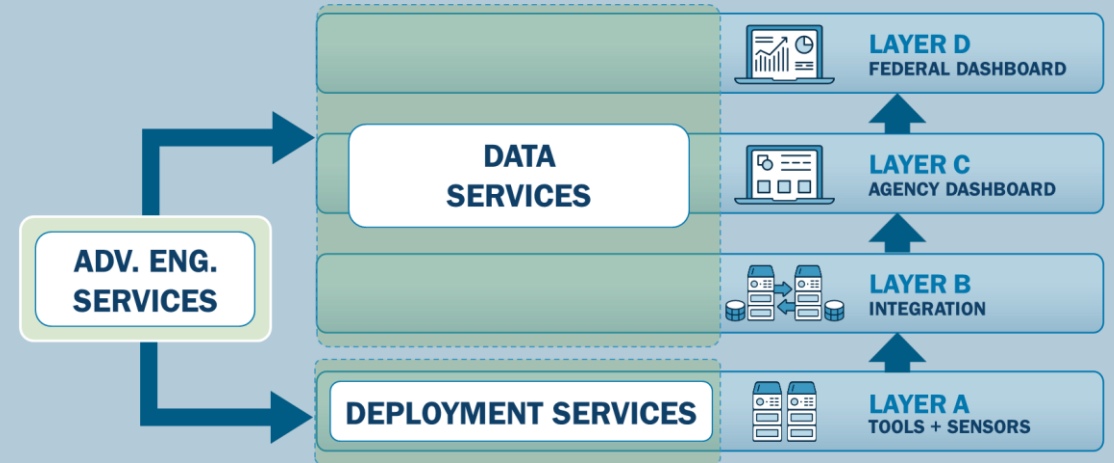 ADV. ENG.
SERVICES
DATA
SERVICES
DEPLOYMENT SERVICES
LAYER D
FEDERAL DASHBOARD
LAYER C
AGENCY DASHBOARD
LAYER B
INTEGRATION
LAYER A
TOOLS + SENSORS